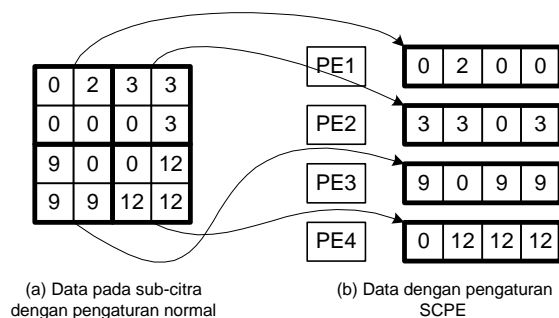 PE1 0 2 0 0
0 2 3 3
0 0 0 3
PE2 3 3 0 3
9 0 0 12
PE3 9 0 9 9
9 9 12 12
PE4 0 12 12 12
(a) Data pada sub-citra
dengan pengaturan normal
(b) Data dengan pengaturan
SCPE